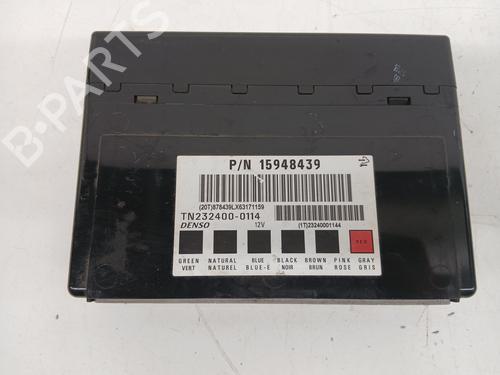 B-PARTS
P/N 15948439
(20T)878439LX63171159
TN232400-0114
DENSO 12V (1T)23240001144
RED
GREEN NATURAL BLUE BLACK BROWN PINK GRAY
VERT NATUREL BLUE-E NOIR BRUN ROSE GRIS